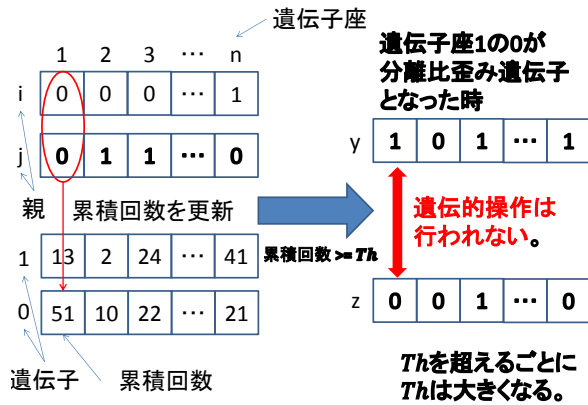 遺伝子座
1 2 3 … n
i 0 0 0 … 1
j 0 1 1 … 0
親
累積回数を更新
1 13 2 24 … 41
0 51 10 22 … 21
遺伝子
累積回数
累積回数 >= Th
遺伝子座1の0が
分離比歪み遺伝子
となった時
y 1 0 1 … 1
遺伝的操作は
行われない。
z 0 0 1 … 0
Thを超えるごとに
Thは大きくなる。